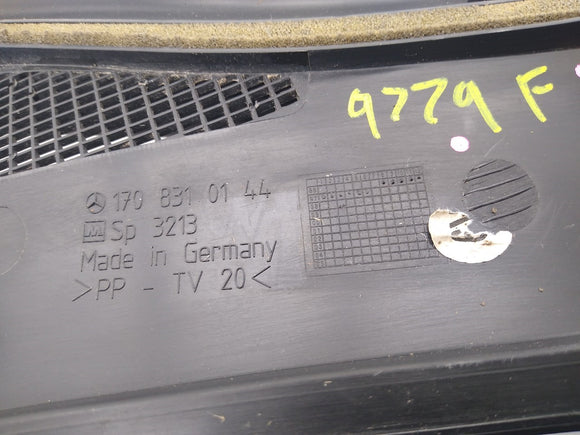 9779 F
170 831 01 44
Sp 3213
Made in Germany
>PP - TV 20<